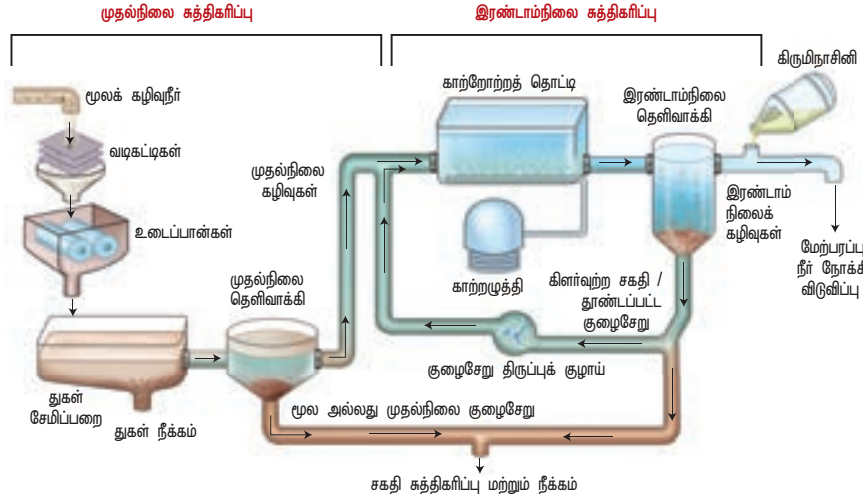 முதல்நிலை சுத்திகரிப்பு
இரண்டாம்நிலை சுத்திகரிப்பு
மூலக் கழிவுநீர்
வடிகட்டிகள்
உடைப்பான்கள்
துகள்
சேமிப்பறை
துகள் நீக்கம்
முதல்நிலை
தெளிவாக்கி
முதல்நிலை
கழிவுகள்
காற்றோற்றத் தொட்டி
காற்றழுத்தி
இரண்டாம்நிலை
தெளிவாக்கி
கிருமிநாசினி
இரண்டாம்
நிலைக்
கழிவுகள்
மேற்பரப்பு
நீர் நோக்கி
விடுவிப்பு
கிளர்வுற்ற சகதி /
தூண்டப்பட்ட
குழைசேறு
குழைசேறு திருப்புக் குழாய்
மூல அல்லது முதல்நிலை குழைசேறு
சகதி சுத்திகரிப்பு மற்றும் நீக்கம்